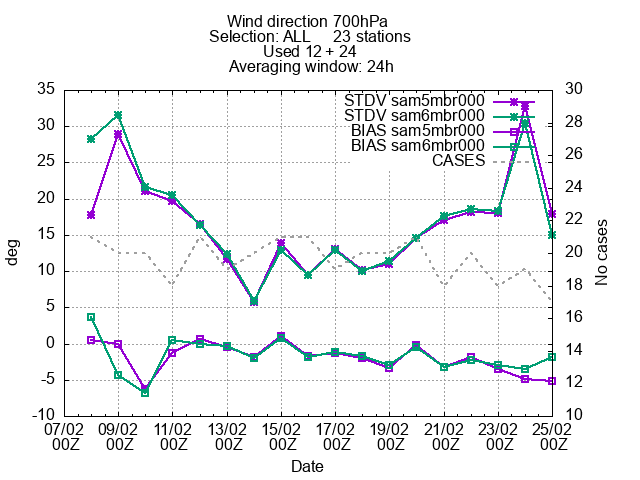 Wind direction 700hPa
Selection: ALL 23 stations
Used 12 + 24
Averaging window: 24h
STDV sam5mbr000
STDV sam6mbr000
BIAS sam5mbr000
BIAS sam6mbr000
CASES
35
30
25
20
15
10
5
0
-5
-10
deg
30
28
26
24
22
20
18
16
14
12
10
No cases
07/02 09/02 11/02 13/02 15/02 17/02 19/02 21/02 23/02 25/02
00Z 00Z 00Z 00Z 00Z 00Z 00Z 00Z 00Z 00Z
Date